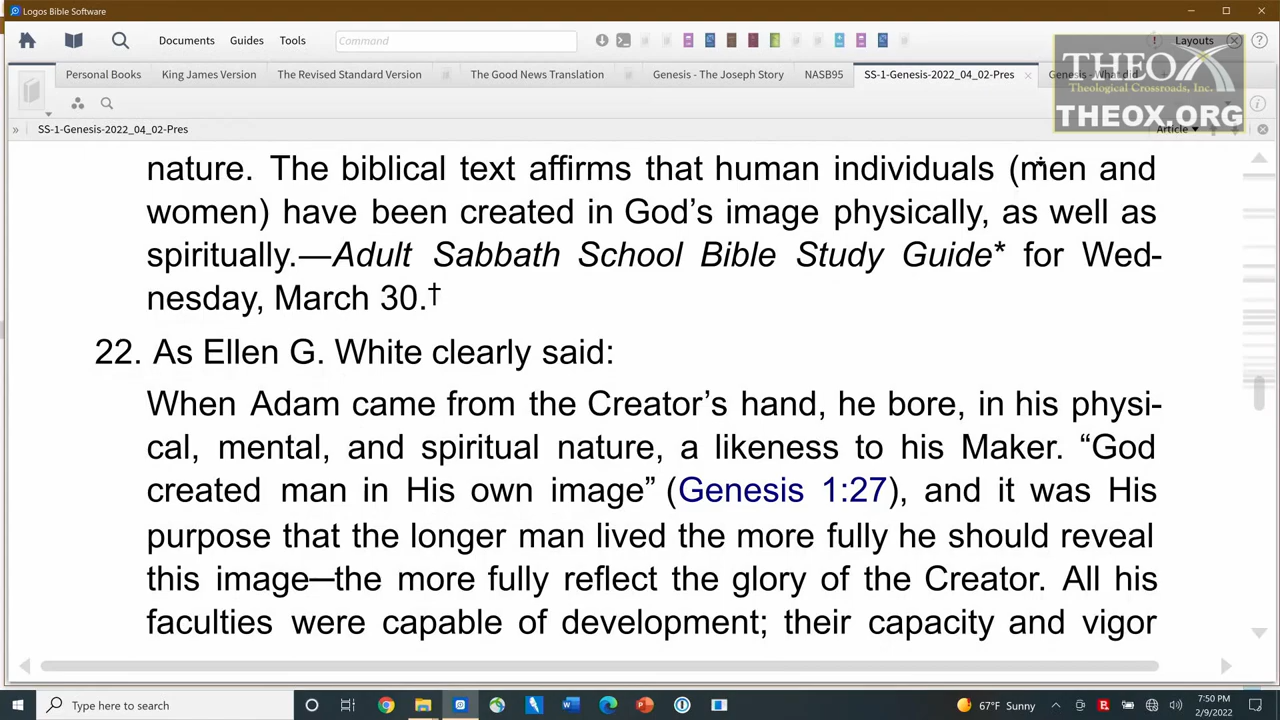 Logos Bible Software
Documents Guides Tools Command Layouts
THEOX
Theological Crossroads, Inc.
THEOX.ORG
Personal Books King James Version The Revised Standard Version The Good News Translation Genesis - The Joseph Story NASB95 SS-1-Genesis-2022_04_02-Pres Genesis - What did
SS-1-Genesis-2022_04_02-Pres Article
nature. The biblical text affirms that human individuals (men and
women) have been created in God’s image physically, as well as
spiritually.—Adult Sabbath School Bible Study Guide* for Wed-
nesday, March 30.†
22. As Ellen G. White clearly said:
When Adam came from the Creator’s hand, he bore, in his physi-
cal, mental, and spiritual nature, a likeness to his Maker. “God
created man in His own image” (Genesis 1:27), and it was His
purpose that the longer man lived the more fully he should reveal
this image—the more fully reflect the glory of the Creator. All his
faculties were capable of development; their capacity and vigor
Type here to search
67°F Sunny
7:50 PM
2/9/2022